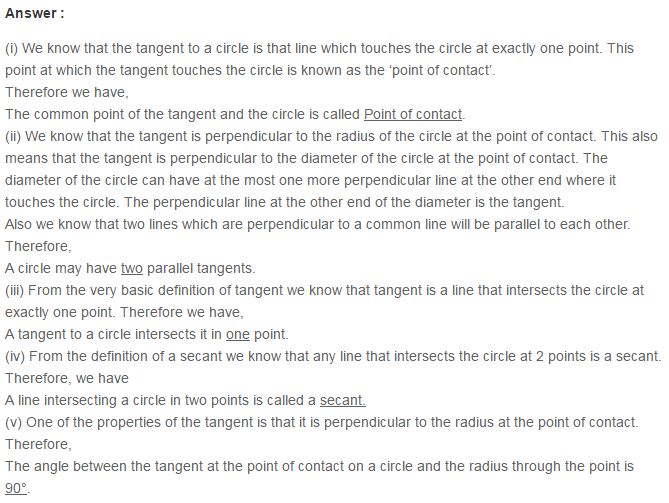 Answer :
(i) We know that the tangent to a circle is that line which touches the circle at exactly one point. This
point at which the tangent touches the circle is known as the ‘point of contact’.
Therefore we have,
The common point of the tangent and the circle is called Point of contact.
(ii) We know that the tangent is perpendicular to the radius of the circle at the point of contact. This also
means that the tangent is perpendicular to the diameter of the circle at the point of contact. The
diameter of the circle can have at the most one more perpendicular line at the other end where it
touches the circle. The perpendicular line at the other end of the diameter is the tangent.
Also we know that two lines which are perpendicular to a common line will be parallel to each other.
Therefore,
A circle may have two parallel tangents.
(iii) From the very basic definition of tangent we know that tangent is a line that intersects the circle at
exactly one point. Therefore we have,
A tangent to a circle intersects it in one point.
(iv) From the definition of a secant we know that any line that intersects the circle at 2 points is a secant.
Therefore, we have
A line intersecting a circle in two points is called a secant.
(v) One of the properties of the tangent is that it is perpendicular to the radius at the point of contact.
Therefore,
The angle between the tangent at the point of contact on a circle and the radius through the point is
90°.